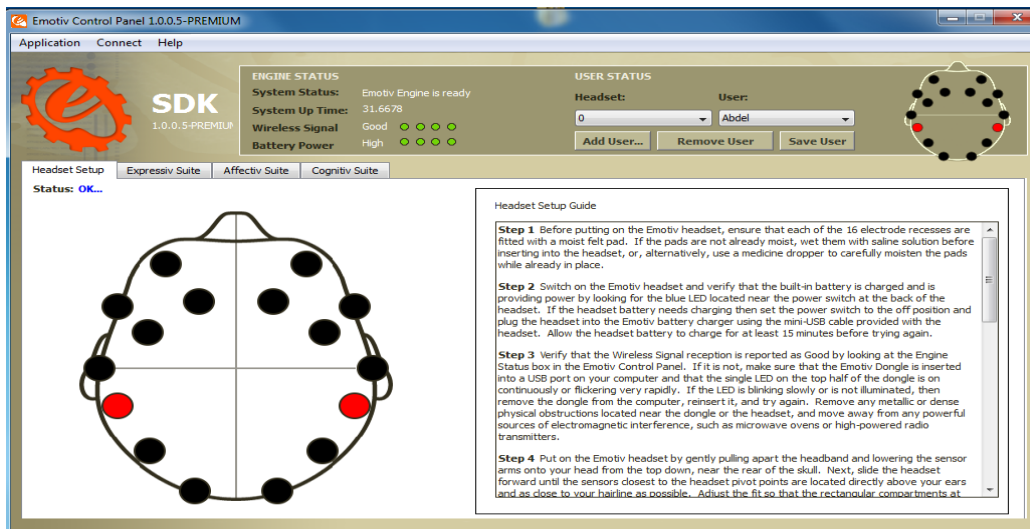 Emotiv Control Panel 1.0.0.5-PREMIUM
Application Connect Help
ENGINE STATUS
System Status: Emotiv Engine is ready
System Up Time: 31.6678
Wireless Signal Good
Battery Power High
USER STATUS
Headset: User:
0 Abdel
Add User... Remove User Save User
SDK
1.0.0.5-PREMIUM
Headset Setup Expressiv Suite Affectiv Suite Cognitiv Suite
Status: OK...
Headset Setup Guide
Step 1 Before putting on the Emotiv headset, ensure that each of the 16 electrode recesses are
fitted with a moist felt pad. If the pads are not already moist, wet them with saline solution before
inserting into the headset, or, alternatively, use a medicine dropper to carefully moisten the pads
while already in place.
Step 2 Switch on the Emotiv headset and verify that the built-in battery is charged and is
providing power by looking for the blue LED located near the power switch at the back of the
headset. If the headset battery needs charging then set the power switch to the off position and
plug the headset into the Emotiv battery charger using the mini-USB cable provided with the
headset. Allow the headset battery to charge for at least 15 minutes before trying again.
Step 3 Verify that the Wireless Signal reception is reported as Good by looking at the Engine
Status box in the Emotiv Control Panel. If it is not, make sure that the Emotiv Dongle is inserted
into a USB port on your computer and that the single LED on the top half of the dongle is on
continuously or flickering very rapidly. If the LED is blinking slowly or is not illuminated, then
remove the dongle from the computer, reinsert it, and try again. Remove any metallic or dense
physical obstructions located near the dongle or the headset, and move away from any powerful
sources of electromagnetic interference, such as microwave ovens or high-powered radio
transmitters.
Step 4 Put on the Emotiv headset by gently pulling apart the headband and lowering the sensor
arms onto your head from the top down, near the rear of the skull. Next, slide the headset
forward until the sensors closest to the headset pivot points are located directly above your ears
and as close to your hairline as possible. Adjust the fit so that the rectangular compartments at